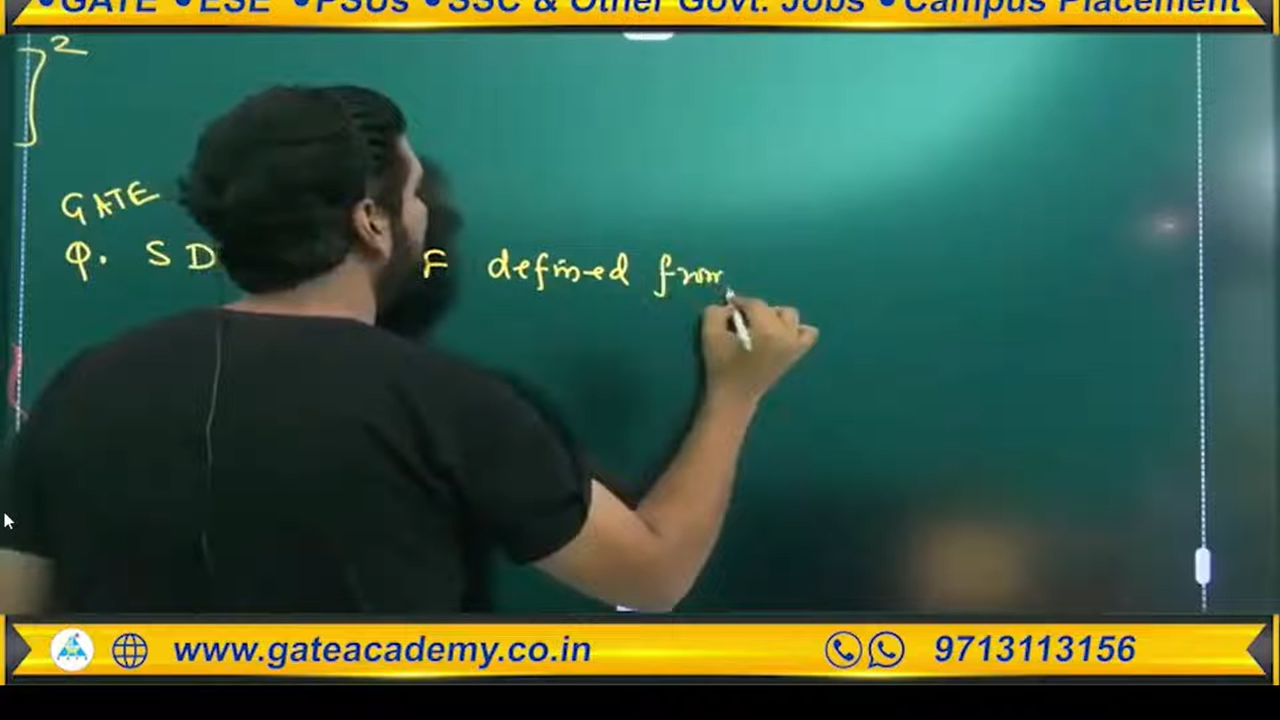 •GATE •ESE •PSUs •SSC & Other Govt. Jobs •Campus Placement
] 2
GATE
Q. SD F defined from
www.gateacademy.co.in 9713113156